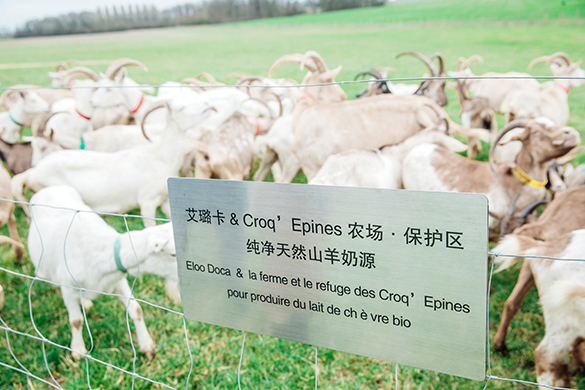 艾璐卡 & Croq’ Epines 农场 · 保护区
纯净天然山羊奶源
Eloo Doca & la ferme et le refuge des Croq’ Epines
pour produire du lait de ch è vre bio